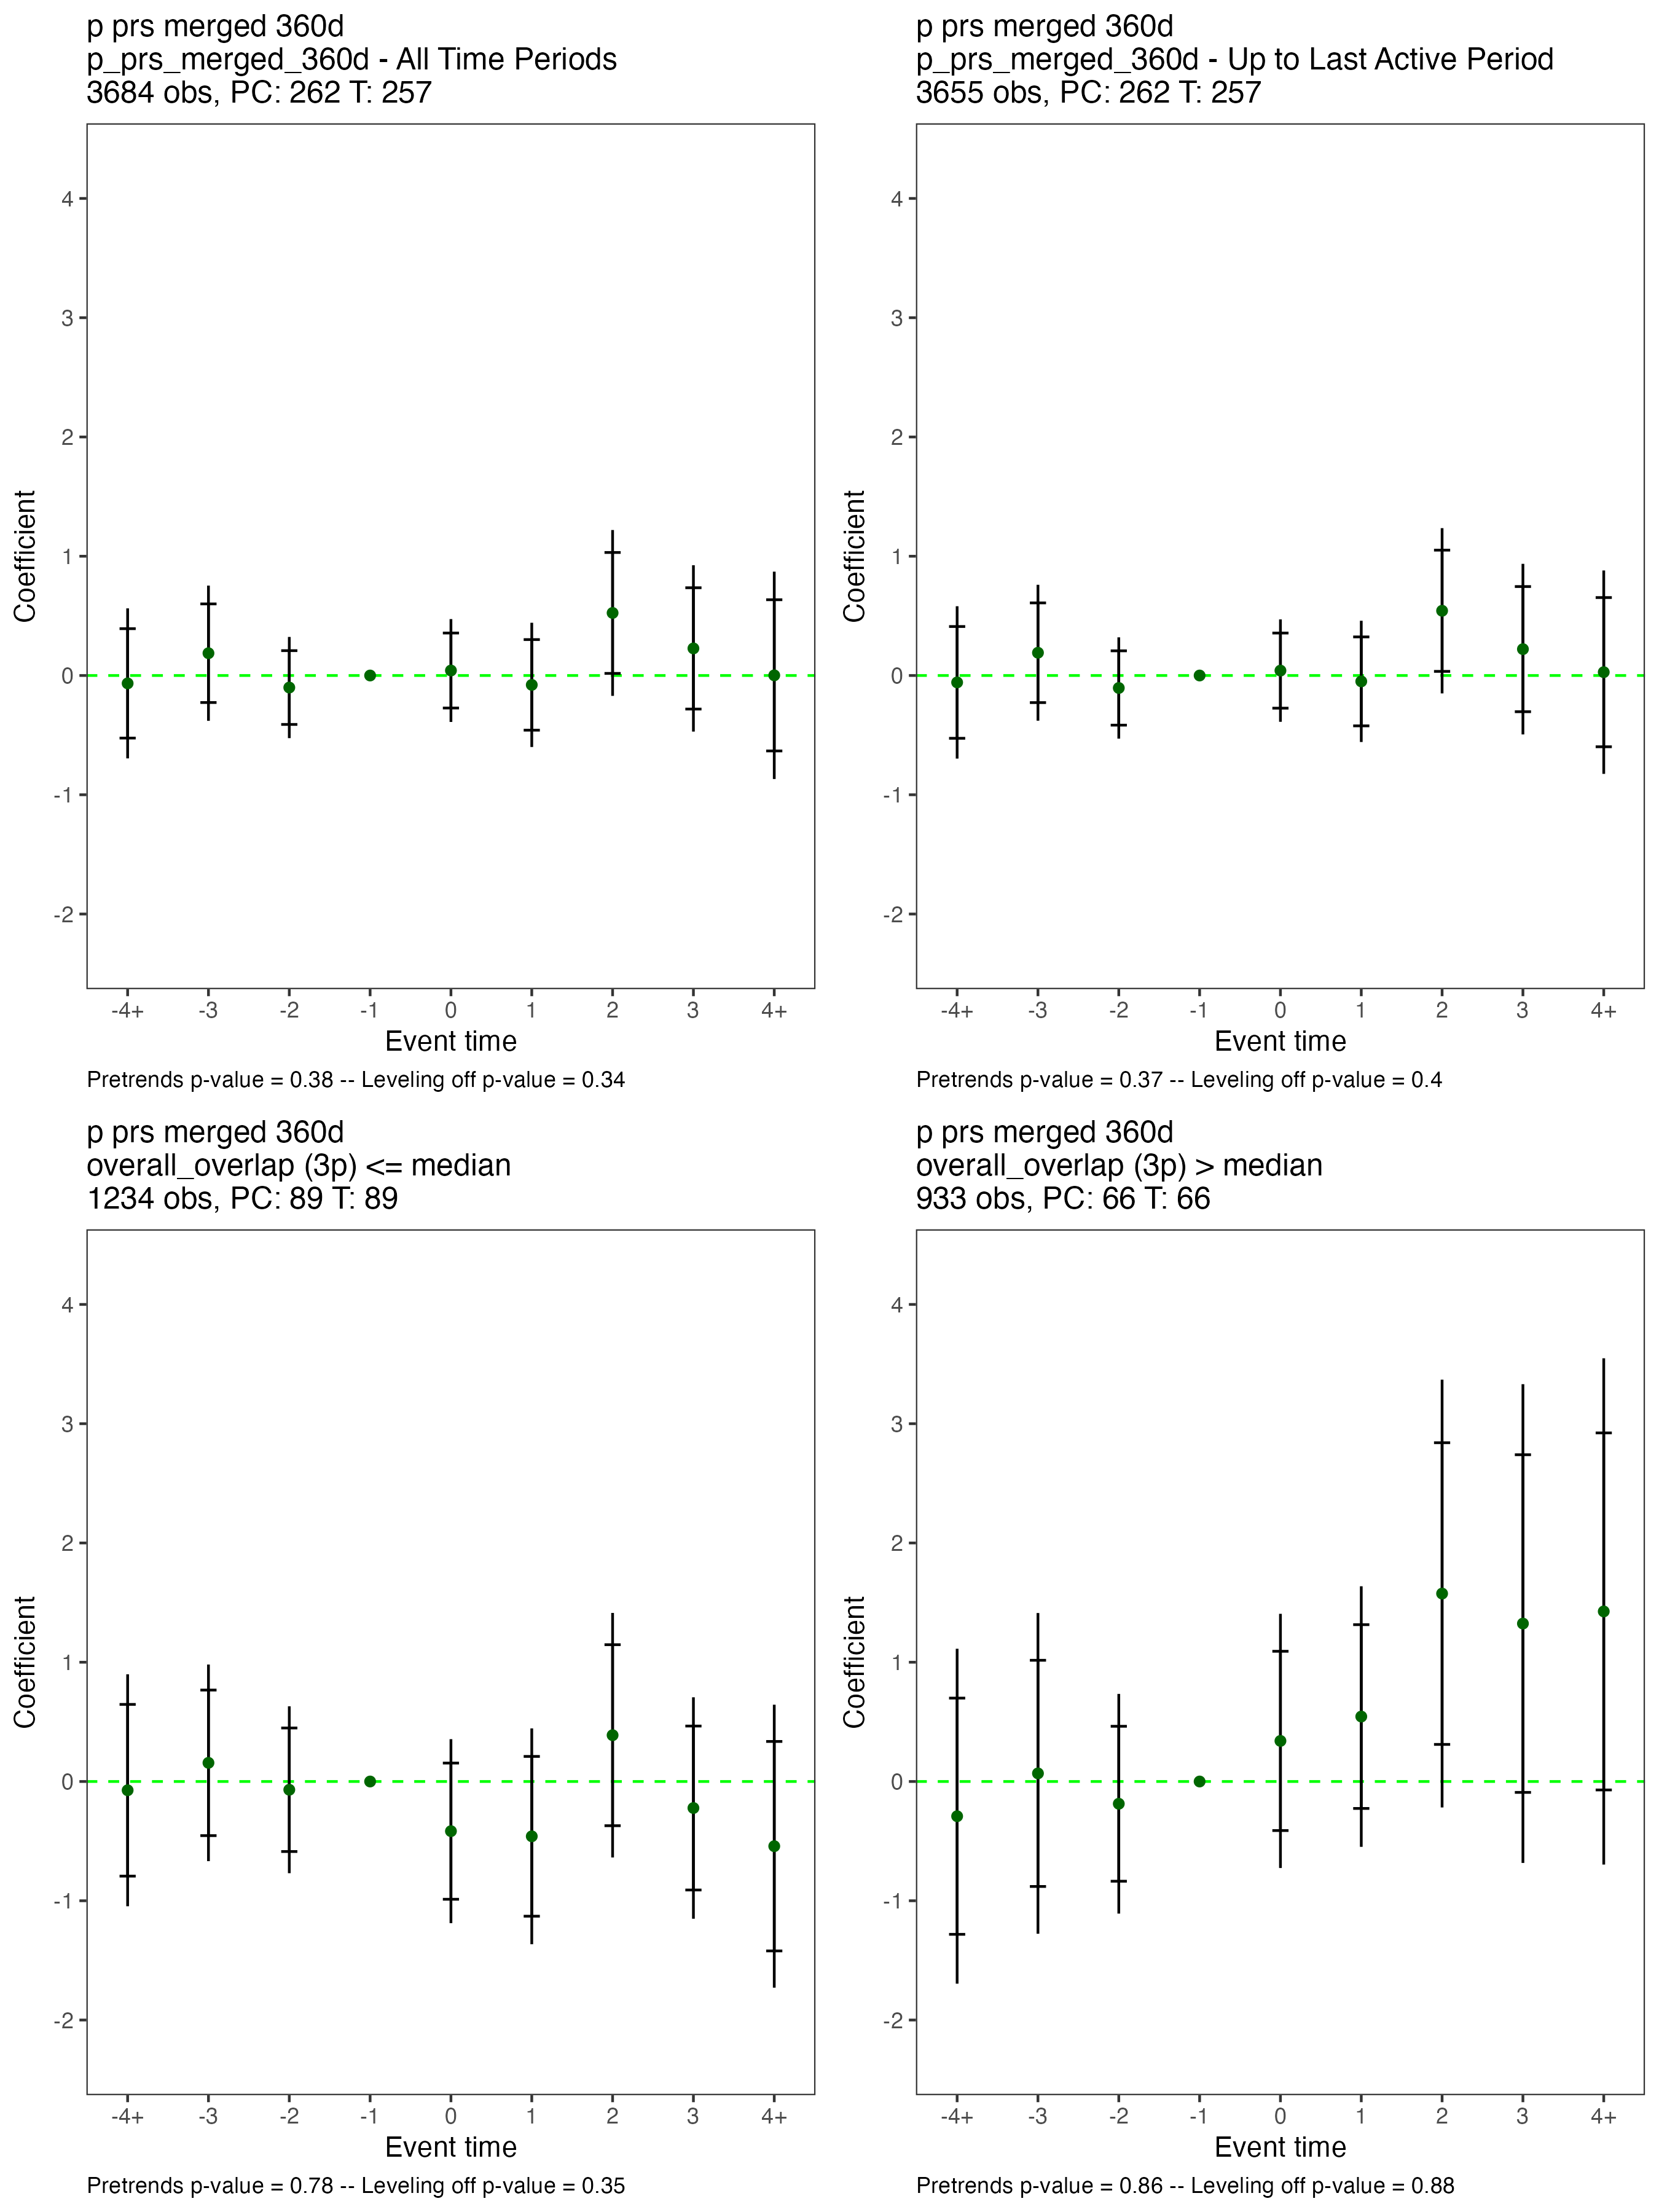 p prs merged 360d
p_prs_merged_360d - All Time Periods
3684 obs, PC: 262 T: 257
4
3
2
1
0
-1
-2
Coefficient
-4+ -3 -2 -1 0 1 2 3 4+
Event time
Pretrends p-value = 0.38 -- Leveling off p-value = 0.34
p prs merged 360d
p_prs_merged_360d - Up to Last Active Period
3655 obs, PC: 262 T: 257
4
3
2
1
0
-1
-2
Coefficient
-4+ -3 -2 -1 0 1 2 3 4+
Event time
Pretrends p-value = 0.37 -- Leveling off p-value = 0.4
p prs merged 360d
overall_overlap (3p) <= median
1234 obs, PC: 89 T: 89
4
3
2
1
0
-1
-2
Coefficient
-4+ -3 -2 -1 0 1 2 3 4+
Event time
Pretrends p-value = 0.78 -- Leveling off p-value = 0.35
p prs merged 360d
overall_overlap (3p) > median
933 obs, PC: 66 T: 66
4
3
2
1
0
-1
-2
Coefficient
-4+ -3 -2 -1 0 1 2 3 4+
Event time
Pretrends p-value = 0.86 -- Leveling off p-value = 0.88